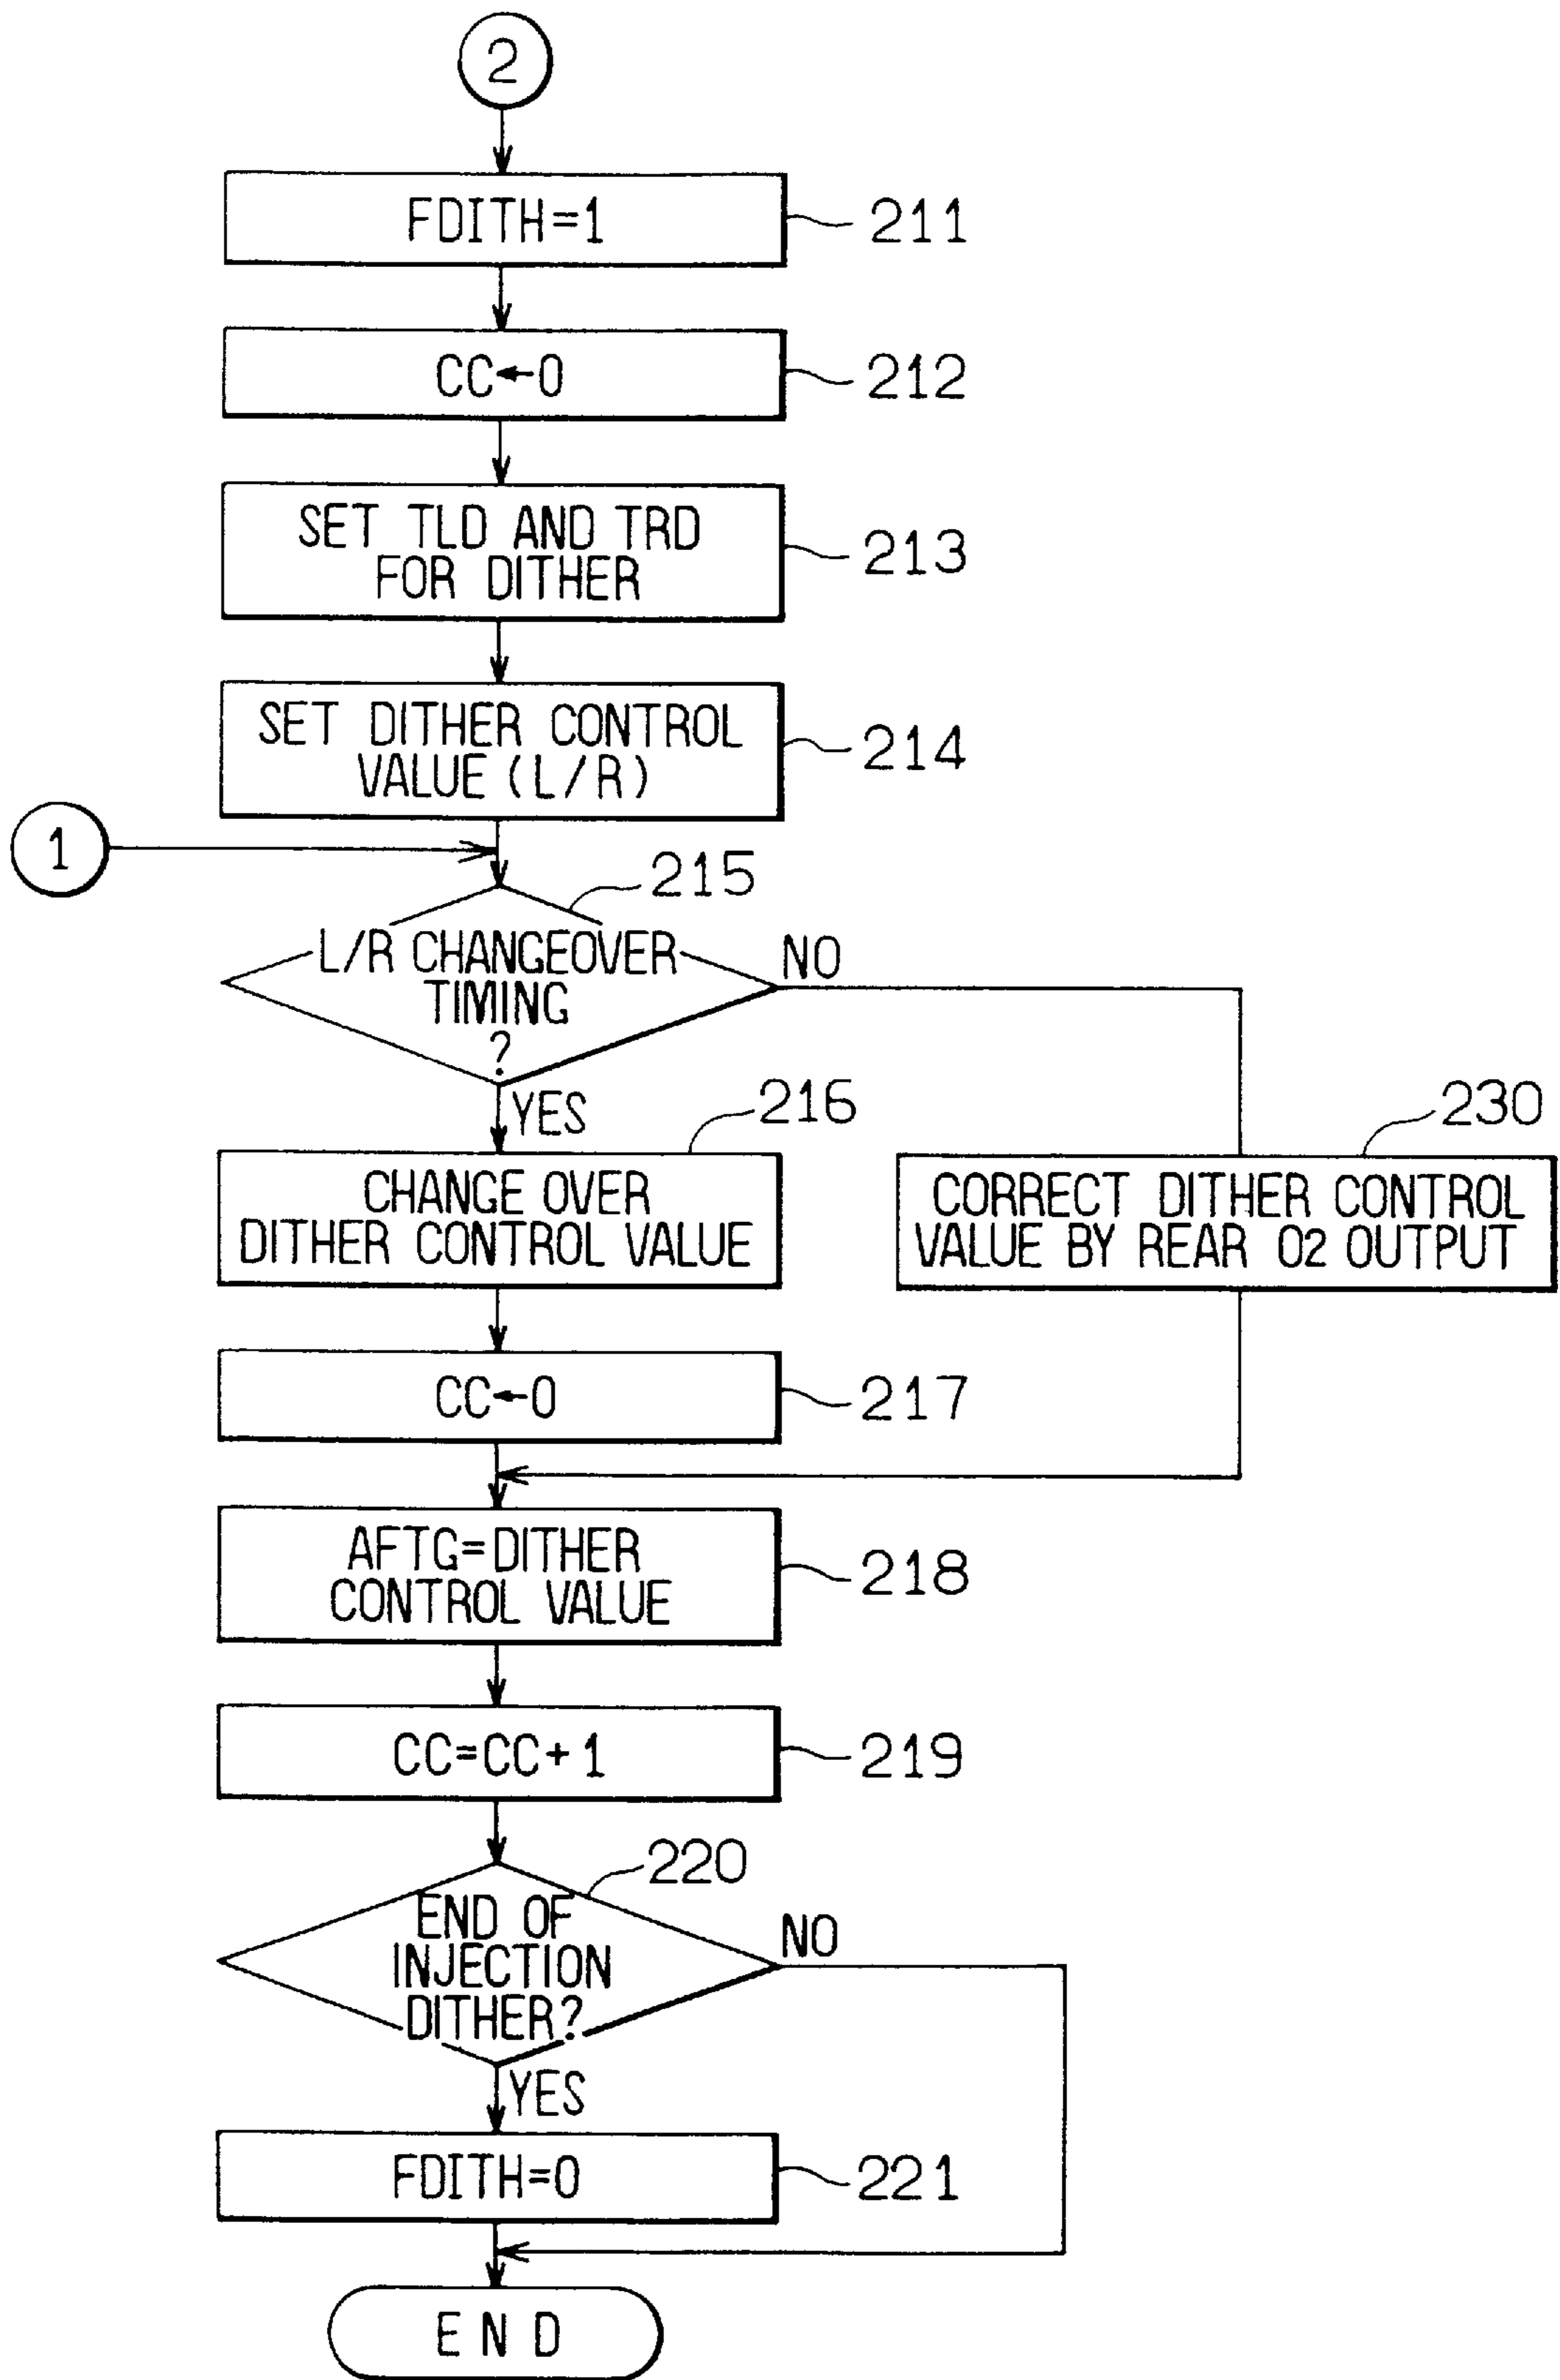 2
FDITH=1
211
CC←0
212
SET TLD AND TRD
FOR DITHER
213
SET DITHER CONTROL
VALUE (L/R)
214
1
215
L/R CHANGEOVER
TIMING
?
NO
YES
216
CHANGE OVER
DITHER CONTROL VALUE
230
CORRECT DITHER CONTROL
VALUE BY REAR O2 OUTPUT
CC←0
217
AFTG=DITHER
CONTROL VALUE
218
CC=CC+1
219
220
END OF
INJECTION
DITHER?
NO
YES
FDITH=0
221
END